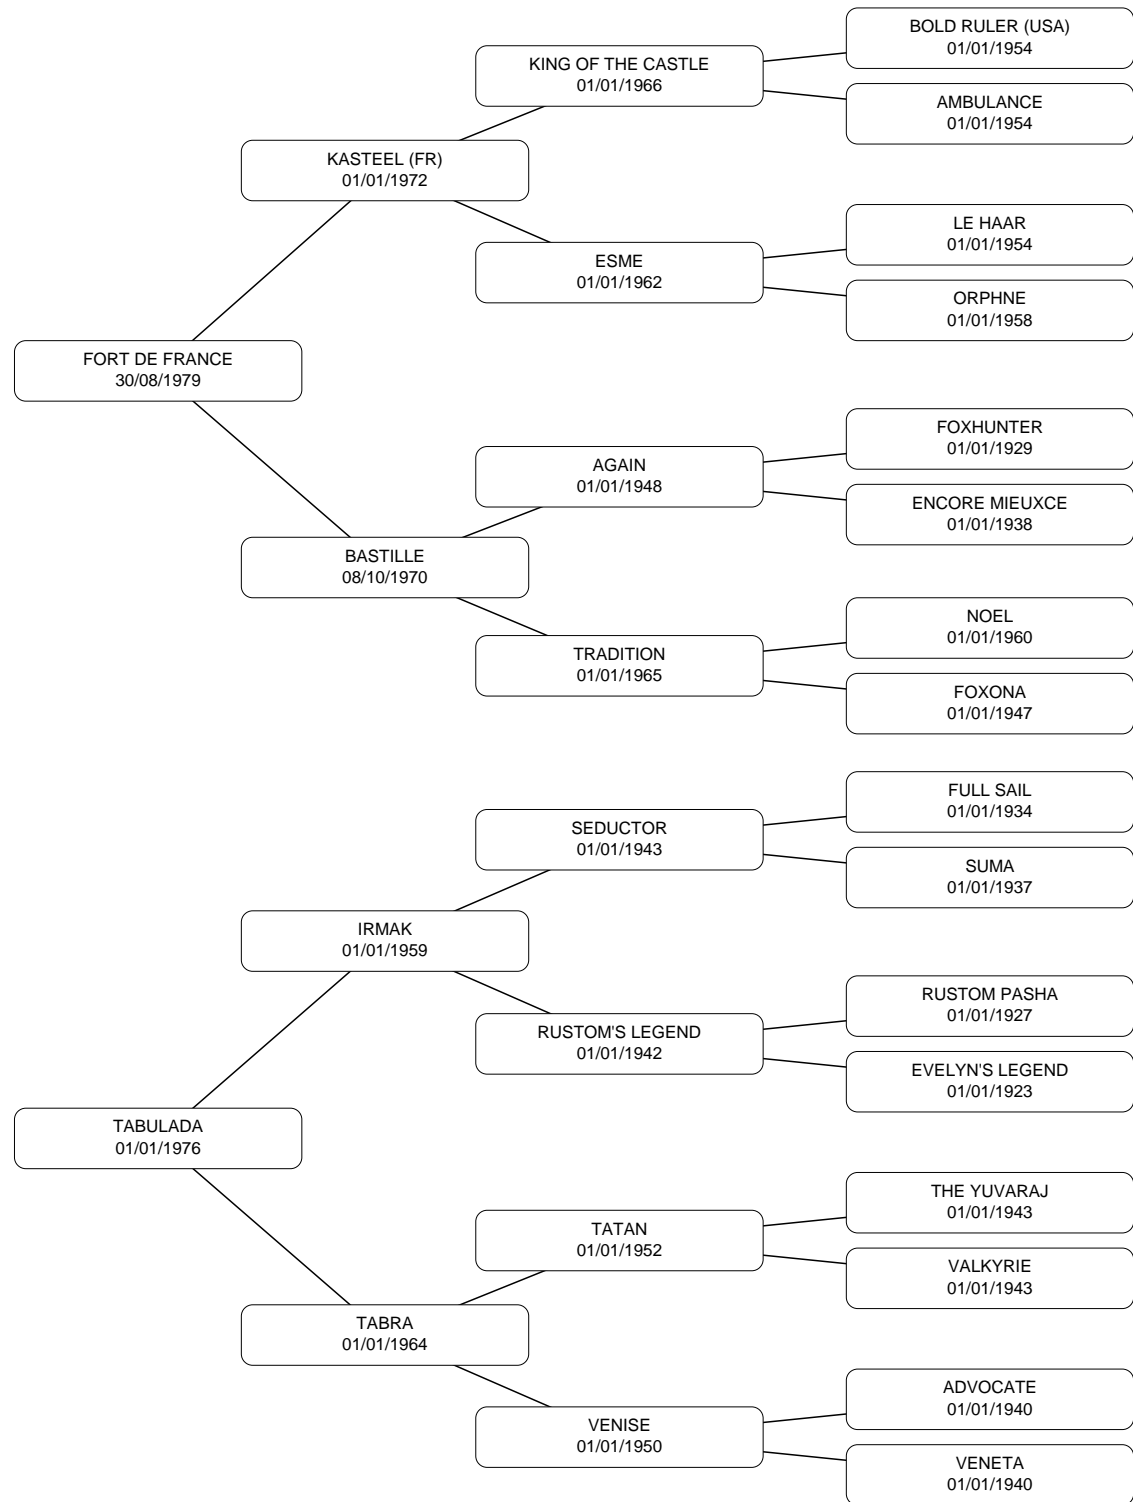 BOLD RULER (USA)
01/01/1954
KING OF THE CASTLE
01/01/1966
AMBULANCE
01/01/1954
KASTEEL (FR)
01/01/1972
LE HAAR
01/01/1954
ESME
01/01/1962
ORPHNE
01/01/1958
FORT DE FRANCE
30/08/1979
FOXHUNTER
01/01/1929
AGAIN
01/01/1948
ENCORE MIEUXCE
01/01/1938
BASTILLE
08/10/1970
NOEL
01/01/1960
TRADITION
01/01/1965
FOXONA
01/01/1947
FULL SAIL
01/01/1934
SEDUCTOR
01/01/1943
SUMA
01/01/1937
IRMAK
01/01/1959
RUSTOM PASHA
01/01/1927
RUSTOM'S LEGEND
01/01/1942
EVELYN'S LEGEND
01/01/1923
TABULADA
01/01/1976
THE YUVARAJ
01/01/1943
TATAN
01/01/1952
VALKYRIE
01/01/1943
TABRA
01/01/1964
ADVOCATE
01/01/1940
VENISE
01/01/1950
VENETA
01/01/1940